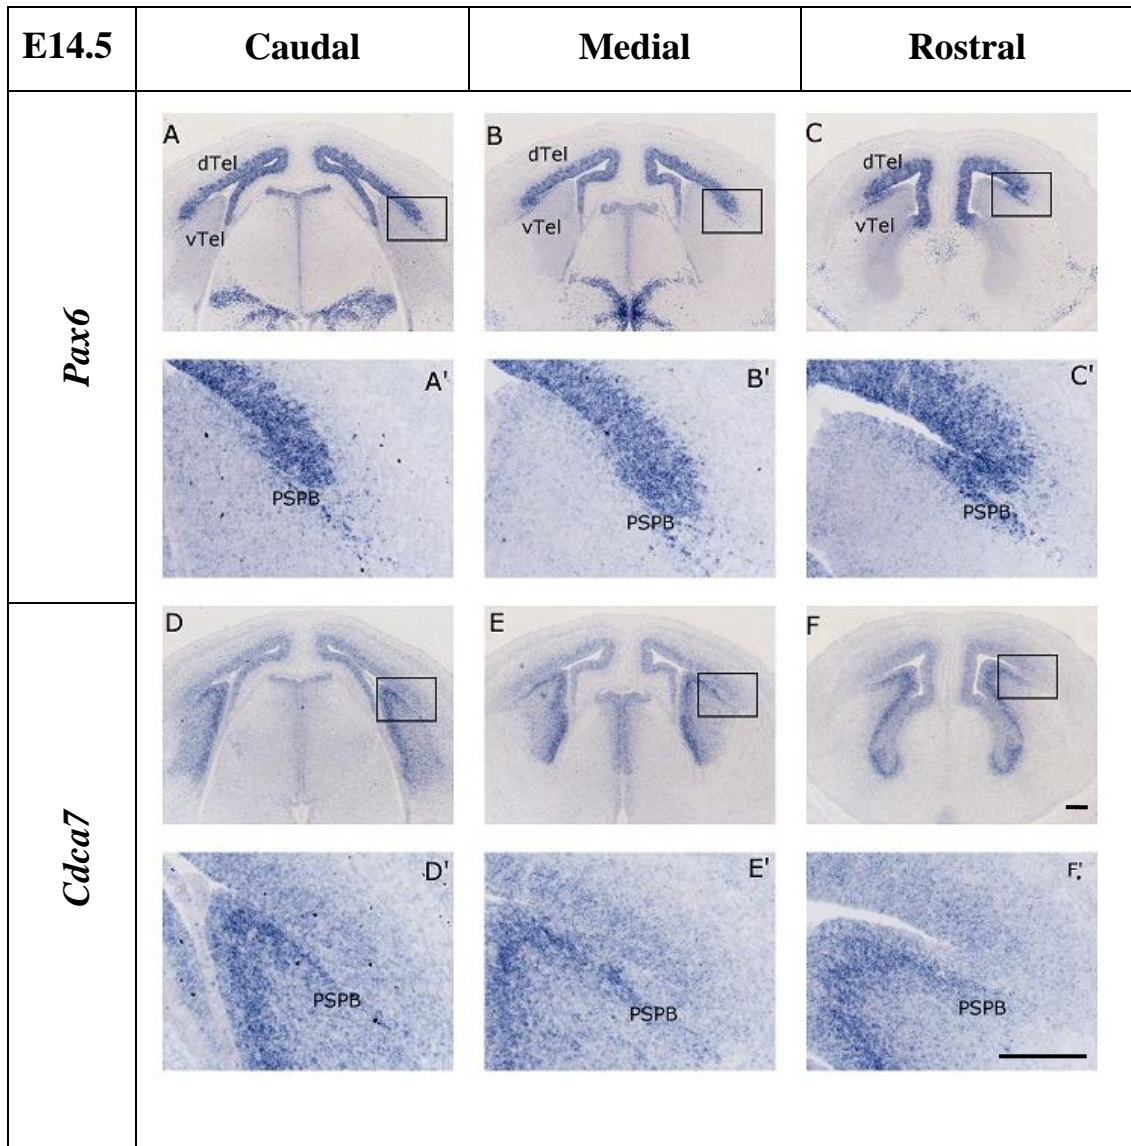 E14.5 Caudal Medial Rostral
Pax6
A
dTel
vTel
B
dTel
vTel
C
dTel
vTel
A'
PSPB
B'
PSPB
C'
PSPB
Cdca7
D
E
F
D'
PSPB
E'
PSPB
F'
PSPB